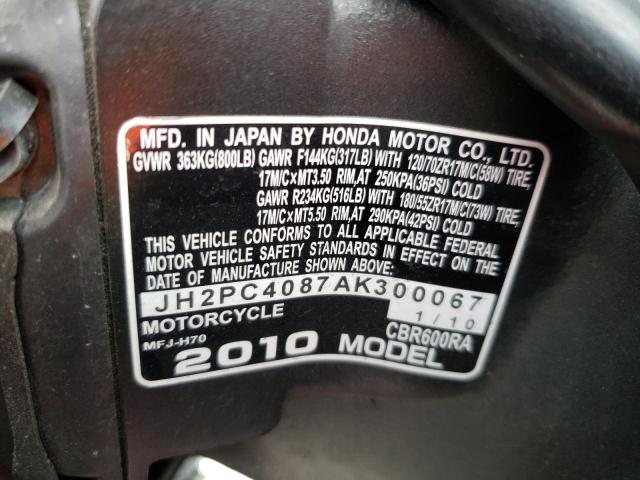 MFD. IN JAPAN BY HONDA MOTOR CO., LTD.
GVWR 363KG(800LB) GAWR F144KG(317LB) WITH 120/70ZR17M/C(58W) TIRE,
17M/C×MT3.50 RIM,AT 250KPA(36PSI) COLD
GAWR R234KG(516LB) WITH 180/55ZR17M/C(73W) TIRE,
17M/C×MT5.50 RIM,AT 290KPA(42PSI) COLD
THIS VEHICLE CONFORMS TO ALL APPLICABLE FEDERAL
MOTOR VEHICLE SAFETY STANDARDS IN EFFECT ON THE
DATE OF MANUFACTURE SHOWN ABOVE:
JH2PC4087AK300067
1/10
MOTORCYCLE
CBR600RA
MFJ-H70
2010 MODEL